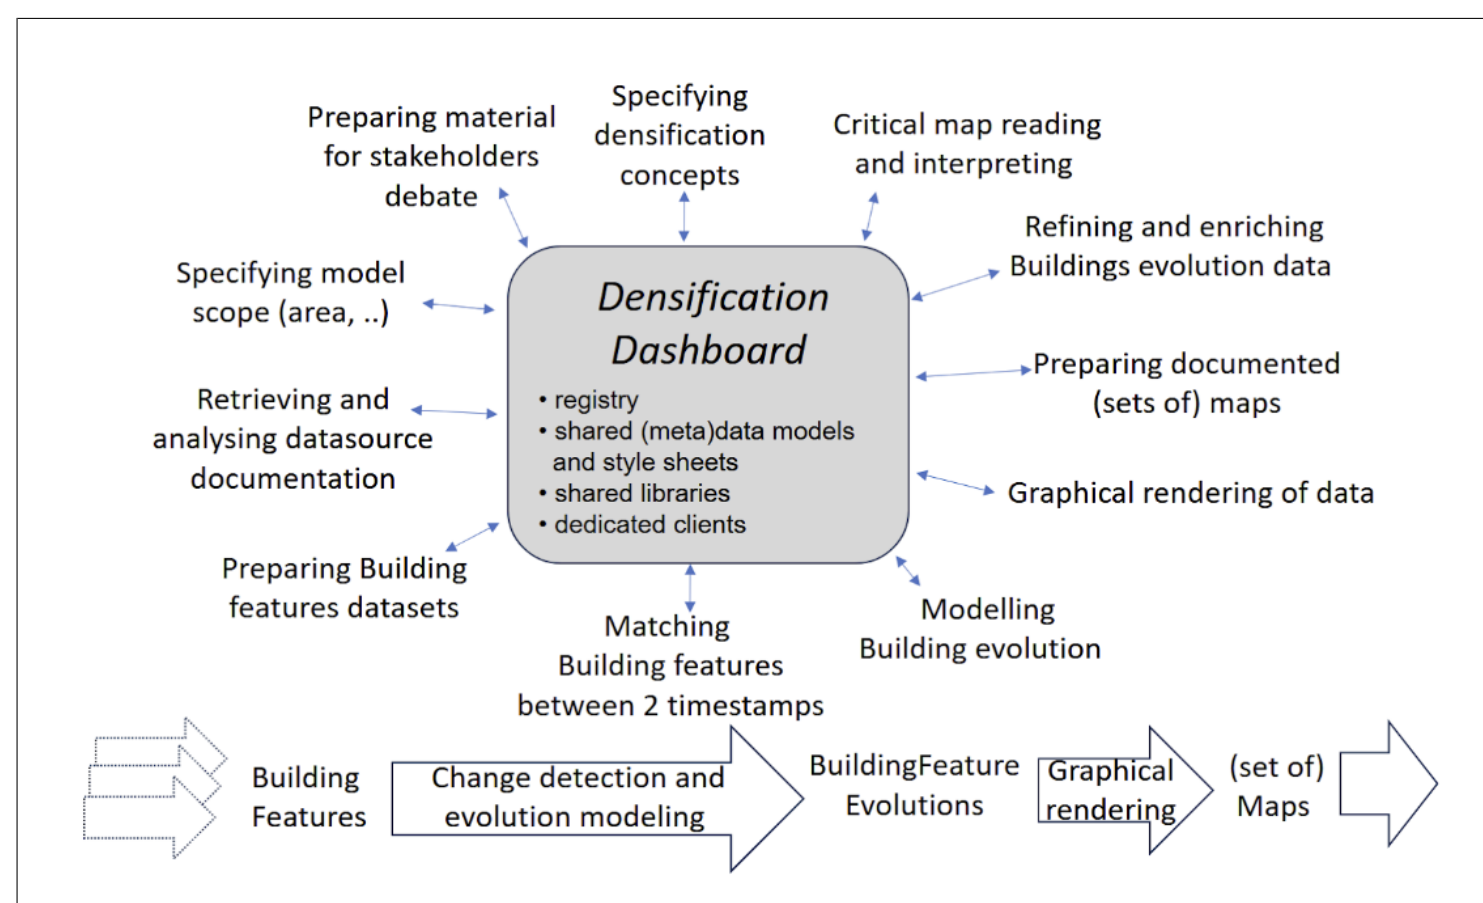 Preparing material
for stakeholders
debate
Specifying
densification
concepts
Critical map reading
and interpreting
Refining and enriching
Buildings evolution data
Specifying model
scope (area, ..)
Densification
Dashboard
• registry
• shared (meta)data models
and style sheets
• shared libraries
• dedicated clients
Preparing documented
(sets of) maps
Retrieving and
analysing datasource
documentation
Graphical rendering of data
Preparing Building
features datasets
Matching
Building features
between 2 timestamps
Modelling
Building evolution
Building
Features
Change detection and
evolution modeling
BuildingFeature
Evolutions
Graphical
rendering
(set of)
Maps